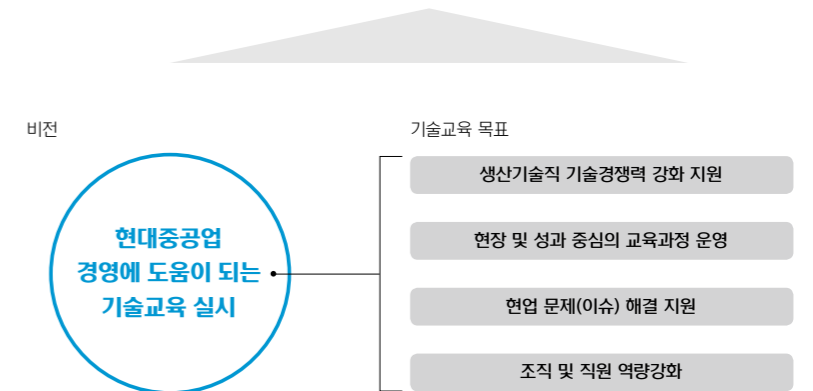 비전
현대중공업
경영에 도움이 되는
기술교육 실시
기술교육 목표
생산기술직 기술경쟁력 강화 지원
현장 및 성과 중심의 교육과정 운영
현업 문제(이슈) 해결 지원
조직 및 직원 역량강화